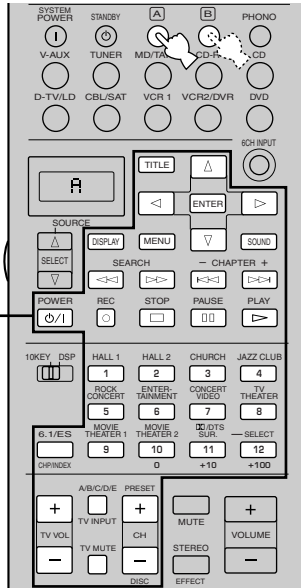 SYSTEM POWER STANDBY A B PHONO
V-AUX TUNER MD/TA CD-R CD
D-TV/LD CBL/SAT VCR 1 VCR2/DVR DVD
6CH INPUT
A
TITLE
ENTER
SOURCE
SELECT
DISPLAY MENU SOUND
SEARCH – CHAPTER +
POWER REC STOP PAUSE PLAY
10KEY DSP
HALL 1 HALL 2 CHURCH JAZZ CLUB
1 2 3 4
ROCK CONCERT ENTER-TAINMENT CONCERT VIDEO TV THEATER
5 6 7 8
6.1/ES MOVIE THEATER 1 MOVIE THEATER 2 /DTS SUR. SELECT
9 10 11 12
CHP/INDEX 0 +10 +100
A/B/C/D/E PRESET
+ TV INPUT + MUTE +
TV VOL CH VOLUME
– TV MUTE – STEREO –
DISC EFFECT